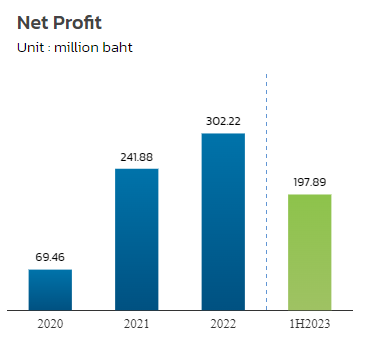 Net Profit
Unit : million baht
302.22
241.88
197.89
69.46
2020 2021 2022 1H2023